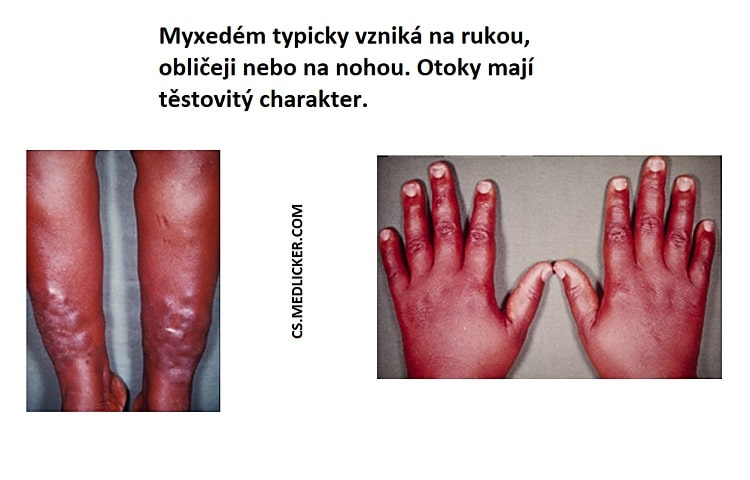 Myxedém typicky vzniká na rukou,
obličeji nebo na nohou. Otoky mají
těstovitý charakter.
CS.MEDLICKER.COM